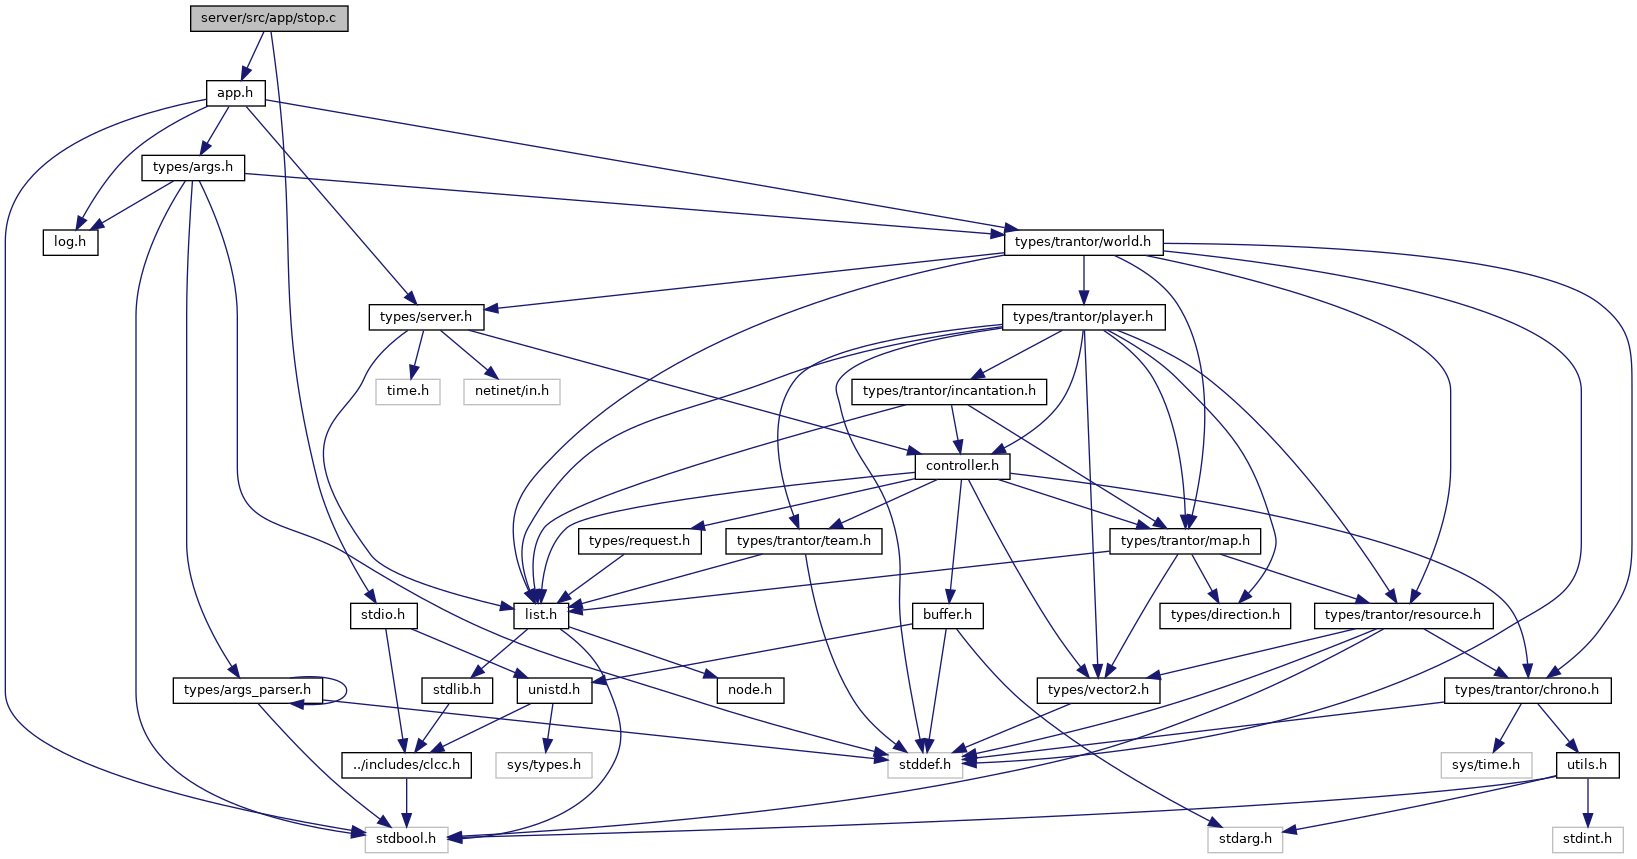 server/src/app/stop.c
app.h
types/args.h
log.h
types/trantor/world.h
types/server.h
types/trantor/player.h
time.h
netinet/in.h
types/trantor/incantation.h
controller.h
types/request.h
types/trantor/team.h
types/trantor/map.h
stdio.h
list.h
buffer.h
types/direction.h
types/trantor/resource.h
types/args_parser.h
stdlib.h
unistd.h
node.h
types/vector2.h
types/trantor/chrono.h
../includes/clcc.h
sys/types.h
stddef.h
sys/time.h
utils.h
stdbool.h
stdarg.h
stdint.h